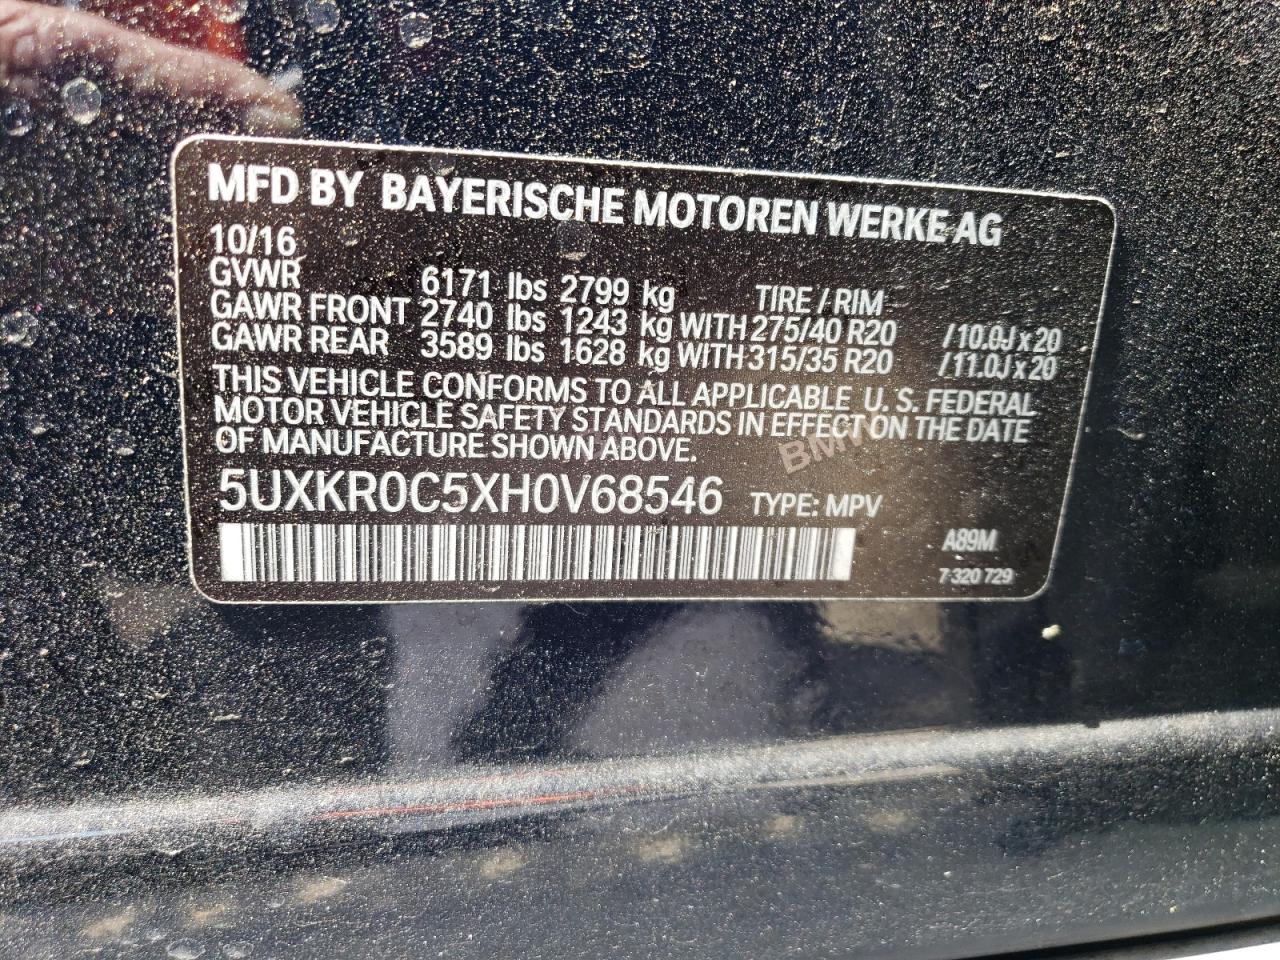 MFD BY BAYERISCHE MOTOREN WERKE AG
10/16
GVWR 6171 lbs 2799 kg TIRE / RIM
GAWR FRONT 2740 lbs 1243 kg WITH 275/40 R20 /10.0J x 20
GAWR REAR 3589 lbs 1628 kg WITH 315/35 R20 /11.0J x 20
THIS VEHICLE CONFORMS TO ALL APPLICABLE U. S. FEDERAL
MOTOR VEHICLE SAFETY STANDARDS IN EFFECT ON THE DATE
OF MANUFACTURE SHOWN ABOVE.
5UXKR0C5XH0V68546 TYPE: MPV
A89M
7 320 729